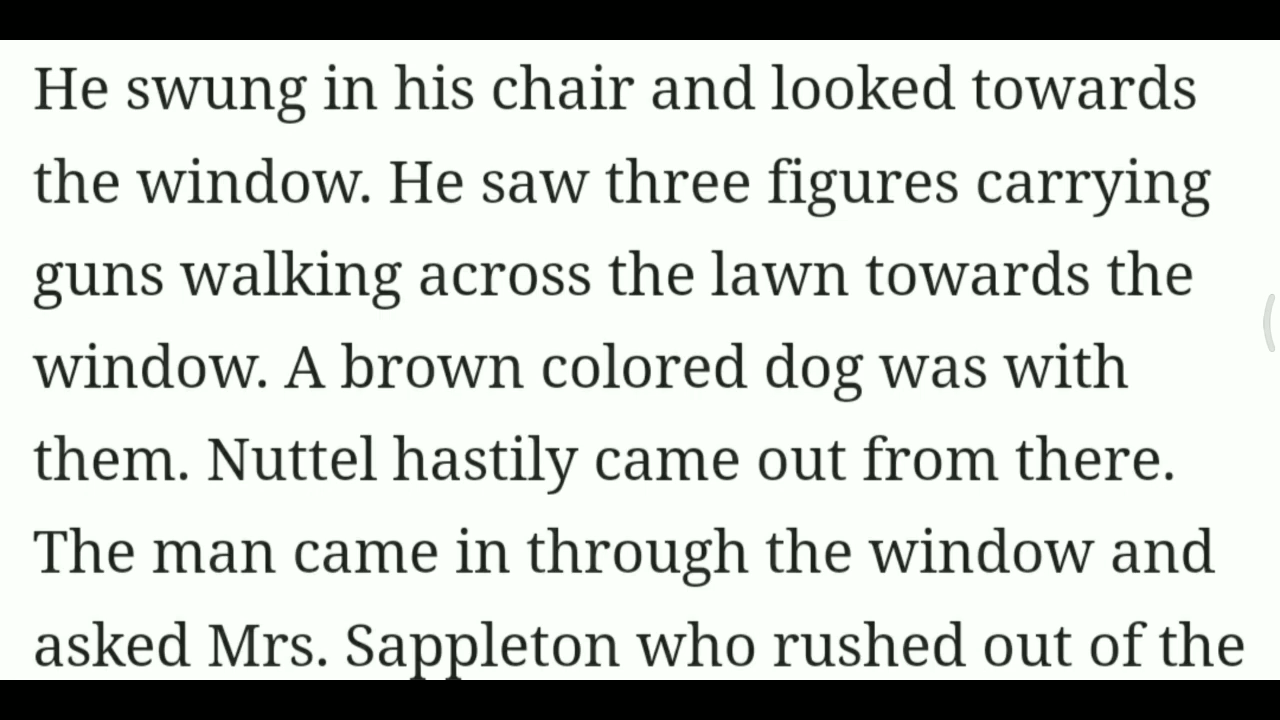 He swung in his chair and looked towards
the window. He saw three figures carrying
guns walking across the lawn towards the
window. A brown colored dog was with
them. Nuttel hastily came out from there.
The man came in through the window and
asked Mrs. Sappleton who rushed out of the